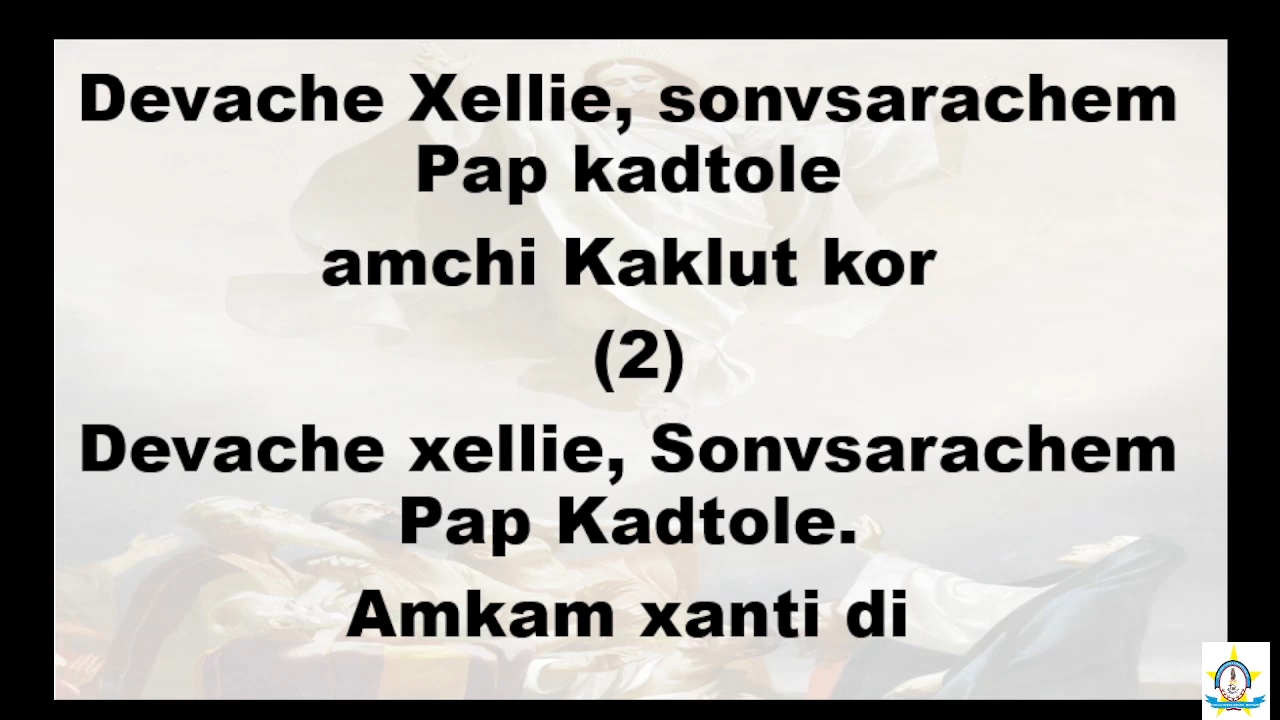 Devache Xellie, sonvsarachem
Pap kadtole
amchi Kaklut kor
(2)
Devache xellie, Sonvsarachem
Pap Kadtole.
Amkam xanti di